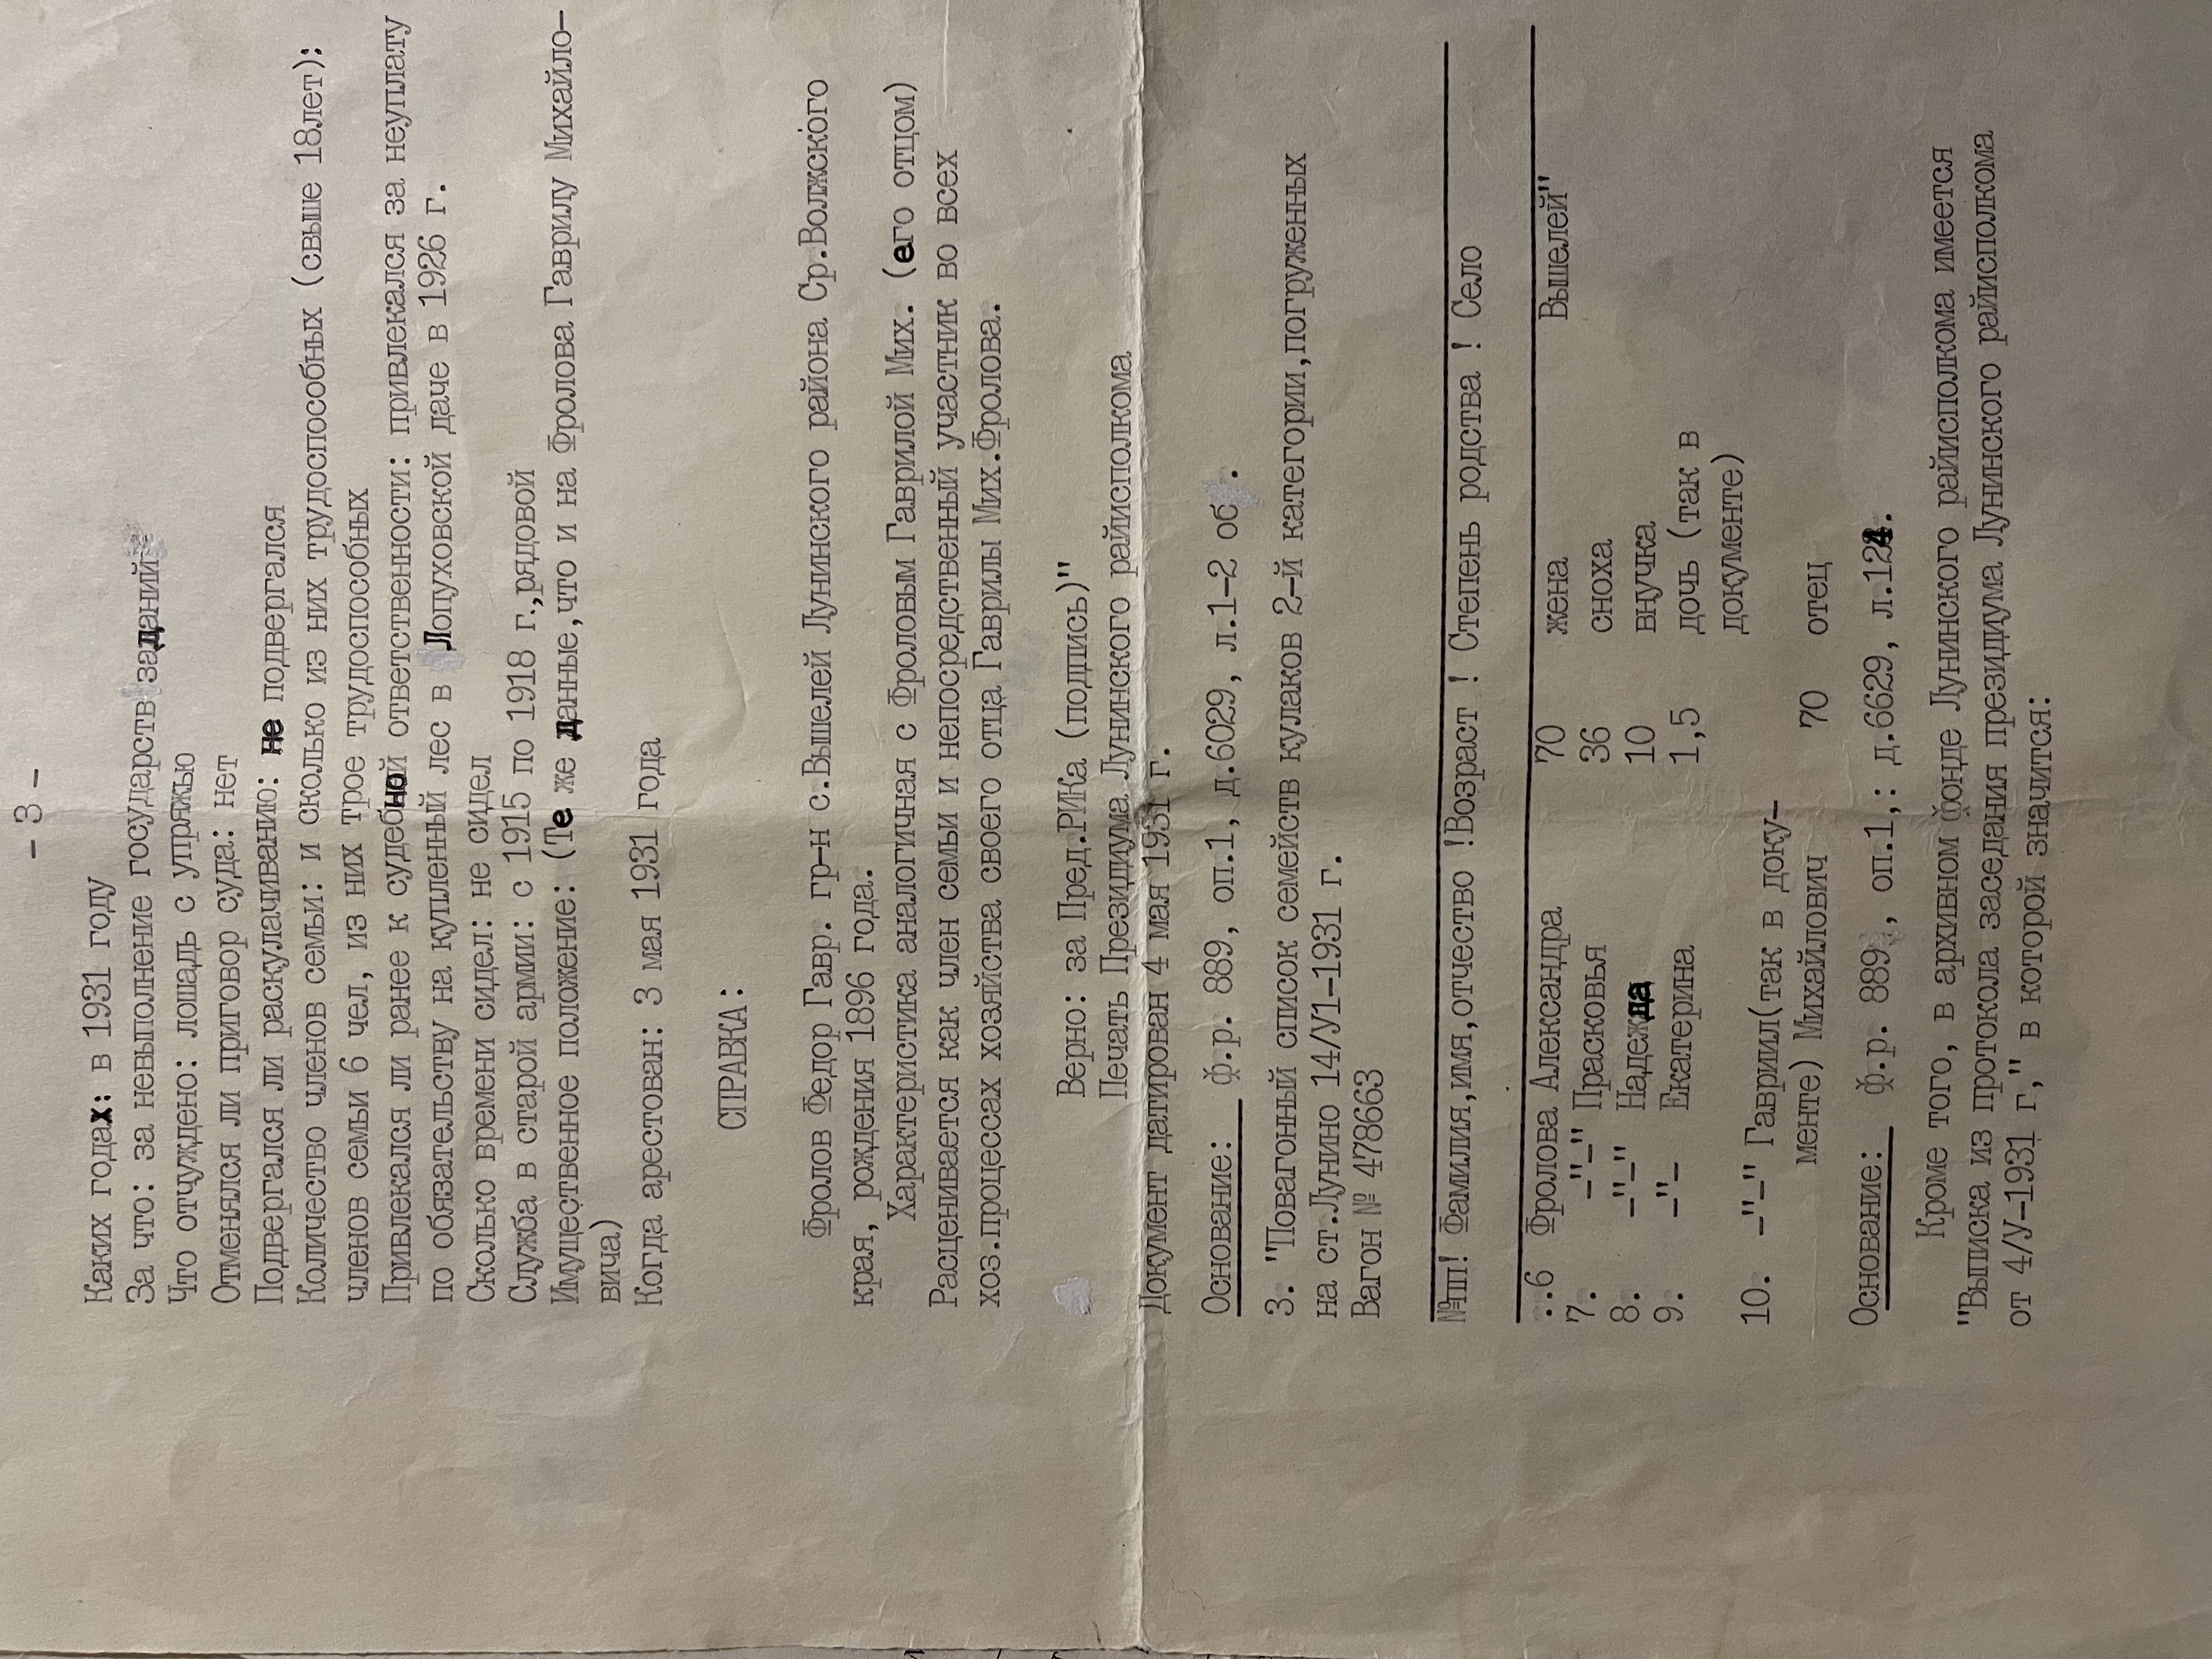 - 3 -
Каких годах: в 1931 году
За что: за невыполнение государств заданий
Что отчуждено: лошадь с упряжью
Отменялся ли приговор суда: нет
Подвергался ли раскулачиванию: не подвергался
Количество членов семьи: и сколько из них трудоспособных (свыше 18лет):
членов семьи 6 чел, из них трое трудоспособных
Привлекался ли ранее к судебной ответственности: привлекался за неуплату
по обязательству на купленный лес в Лопуховской даче в 1926 г.
Сколько времени сидел: не сидел
Служба в старой армии: с 1915 по 1918 г.,рядовой
Имущественное положение: (Те же данные,что и на Фролова Гаврилу Михайло-
вича)
Когда арестован: 3 мая 1931 года
СПРАВКА:
Фролов Федор Гавр. гр-н с.Вышелей Лунинского района Ср.Волжского
края, рождения 1896 года.
Характеристика аналогичная с Фроловым Гаврилой Мих. (его отцом)
Расценивается как член семьи и непосредственный участник во всех
хоз.процессах хозяйства своего отца Гаврилы Мих.Фролова.
Верно: за Пред.РИКа (подпись)"
Печать Президиума Лунинского райисполкома
Документ датирован 4 мая 1931 г.
Основание: ф.р. 889, оп.1, д.6029, л.1-2 об.
3. "Повагонный список семейств кулаков 2-й категории,погруженных
на ст.Лунино 14/У1-1931 г.
Вагон № 478663
№пп! Фамилия,имя,отчество !Возраст ! Степень родства ! Село
..6 Фролова Александра 70 жена Вышелей"
7. -"-" Прасковья 36 сноха
8. -"-" Надежда 10 внучка
9. -"- Екатерина 1,5 дочь (так в
документе)
10. -"-" Гавриил(так в доку-
менте) Михайлович 70 отец
Основание: ф.р. 889, оп.1,: д.6629, л.124.
Кроме того, в архивном фонде Лунинского райисполкома имеется
"Выписка из протокола заседания президиума Лунинского райисполкома
от 4/У-1931 г," в которой значится: